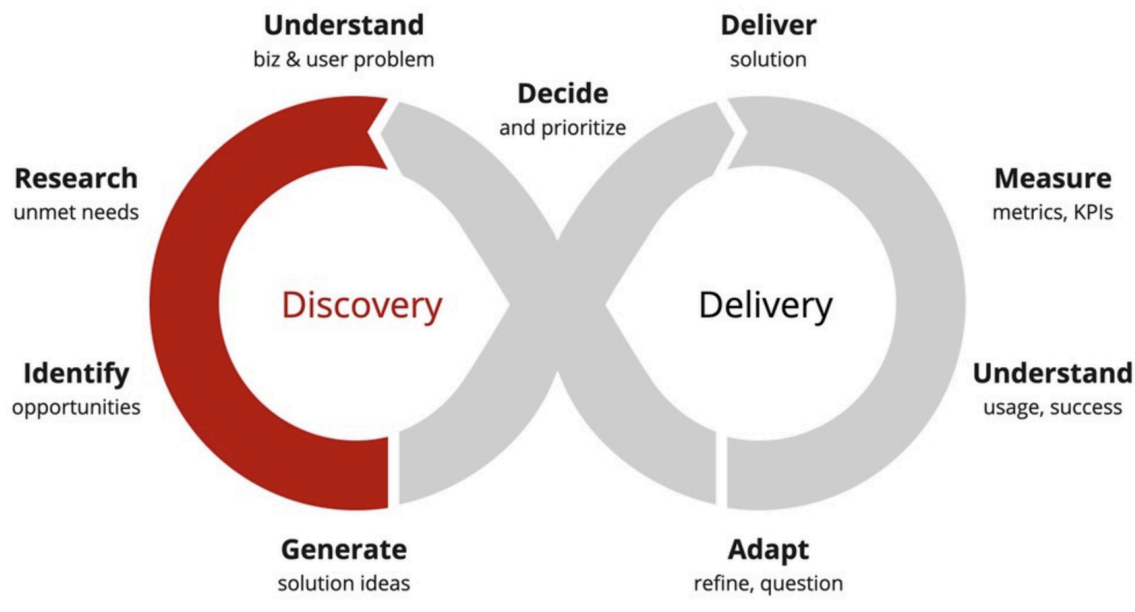 Understand
biz & user problem
Deliver
solution
Decide
and prioritize
Research
unmet needs
Measure
metrics, KPIs
Discovery
Delivery
Identify
opportunities
Understand
usage, success
Generate
solution ideas
Adapt
refine, question